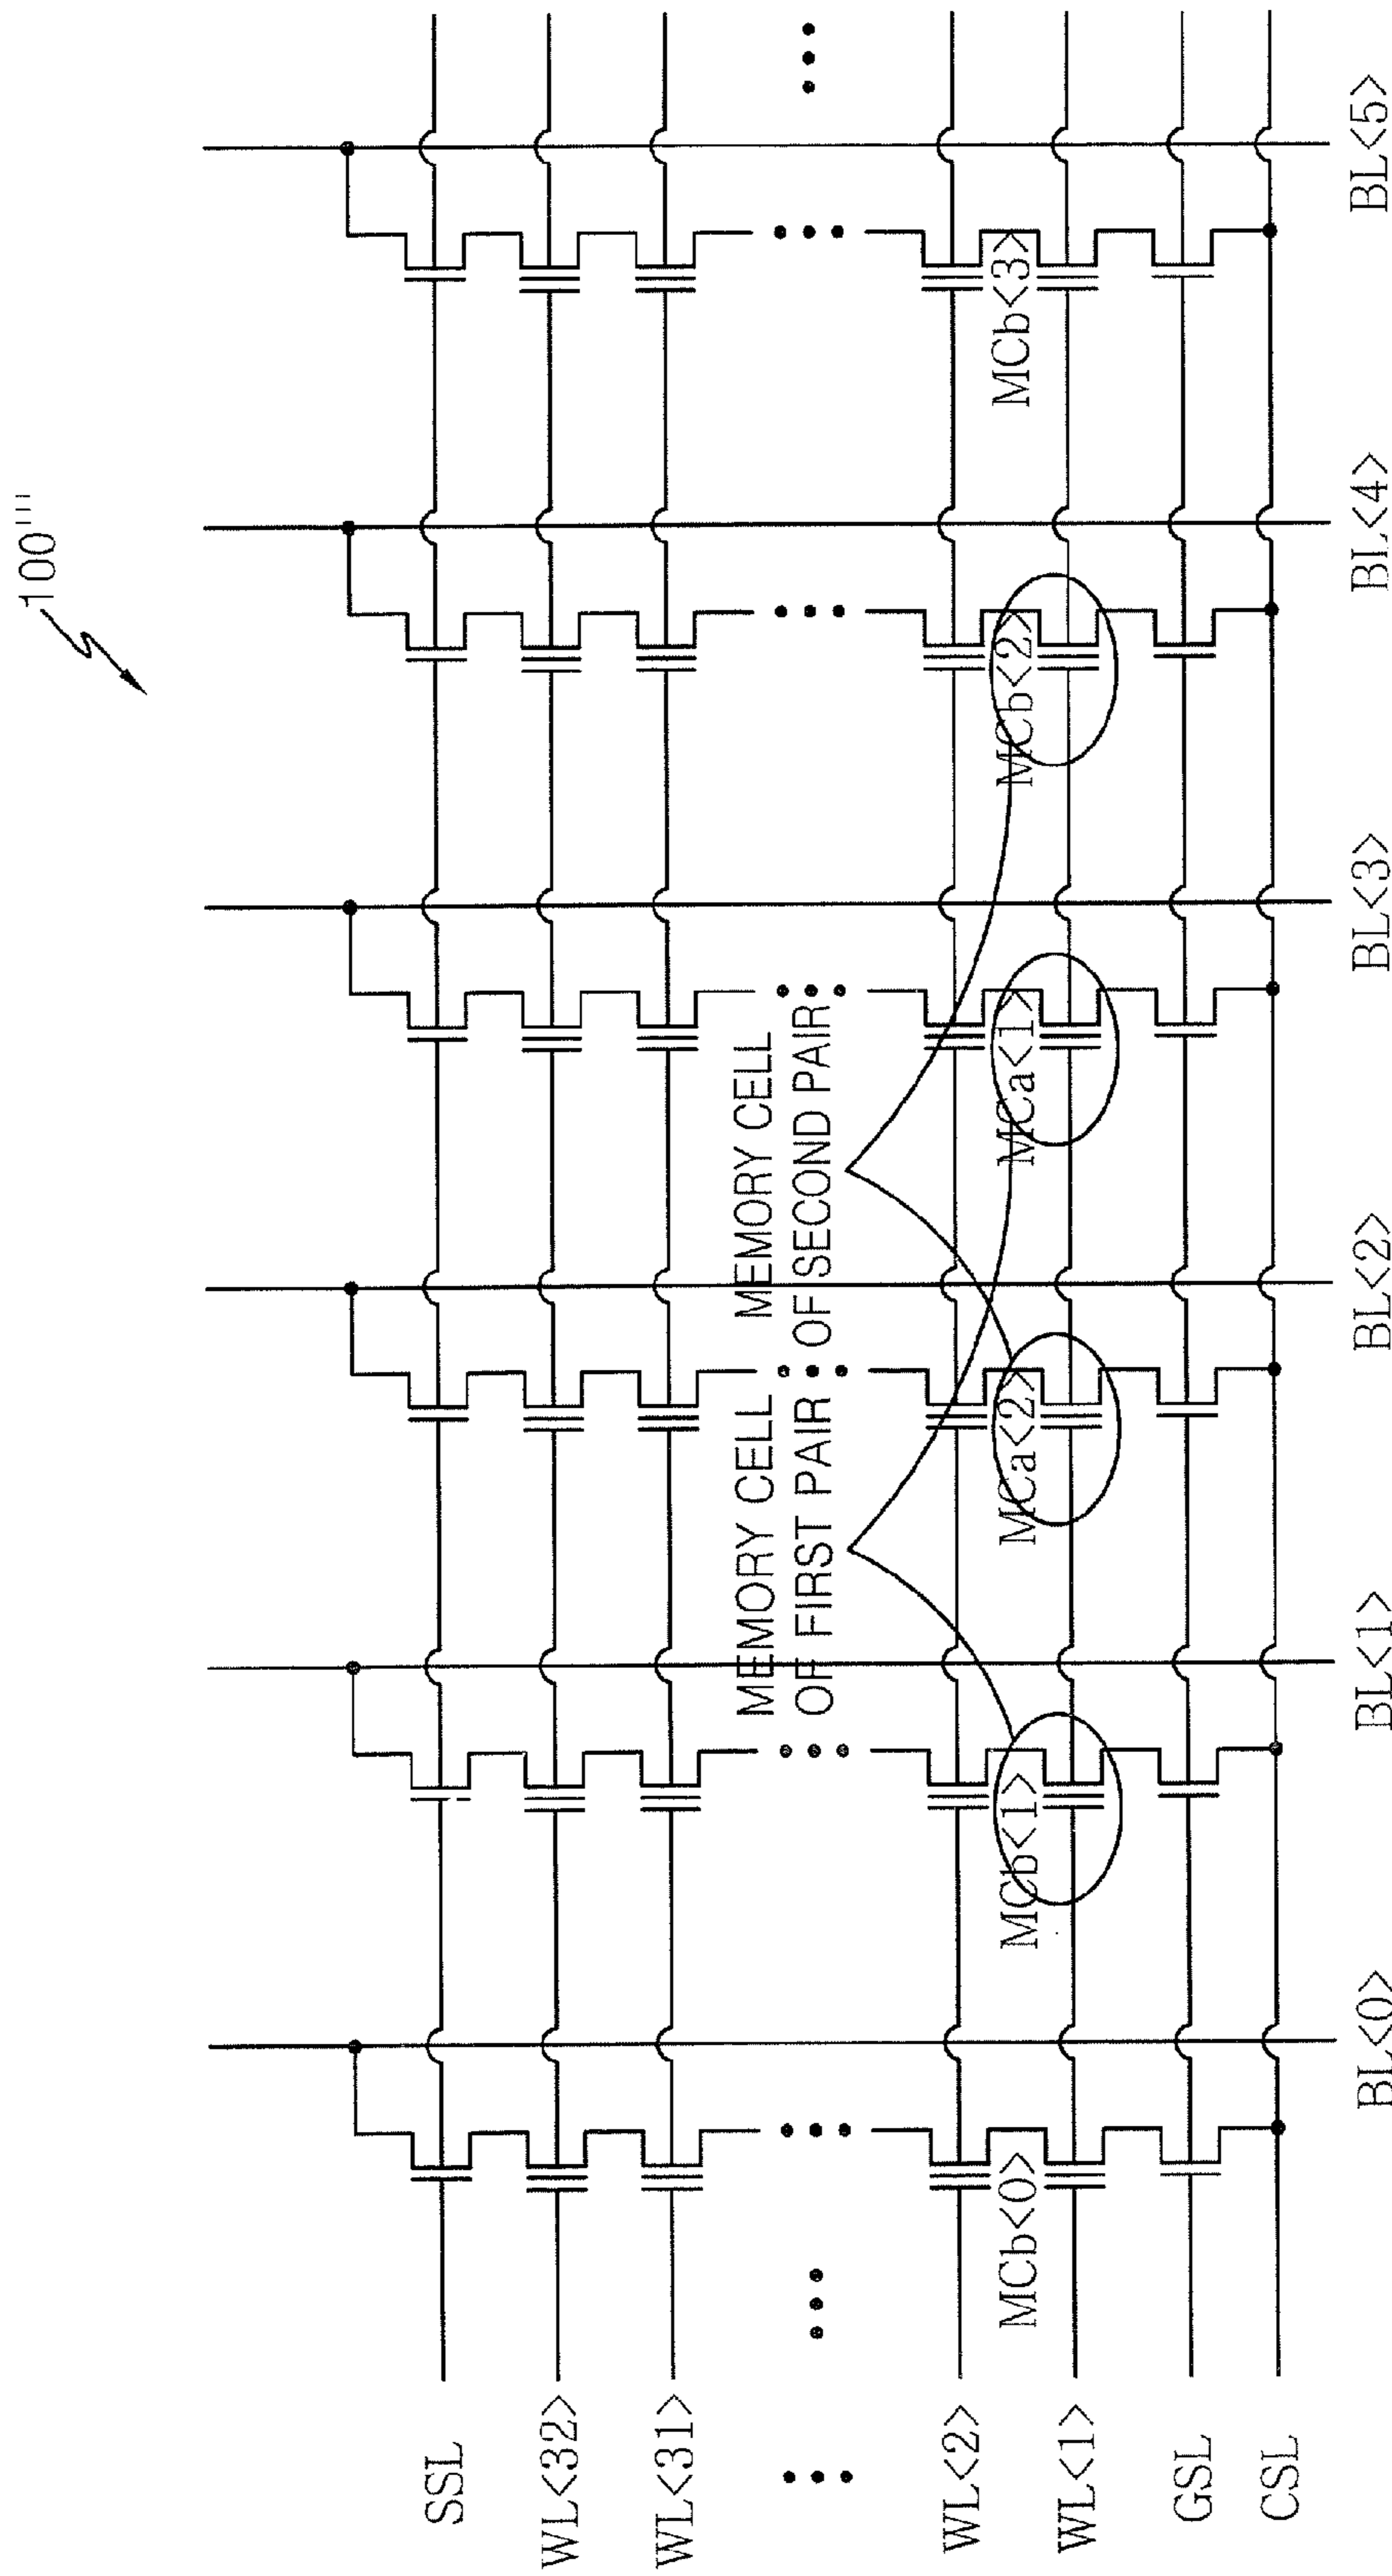 100'''
SSL
WL<32>
WL<31>
MEMORY CELL
OF FIRST PAIR
MEMORY CELL
OF SECOND PAIR
WL<2>
MCb<0>
MCb<1>
MCa<2>
MCa<1>
MCb<2>
MCb<3>
WL<1>
GSL
CSL
BL<0>
BL<1>
BL<2>
BL<3>
BL<4>
BL<5>